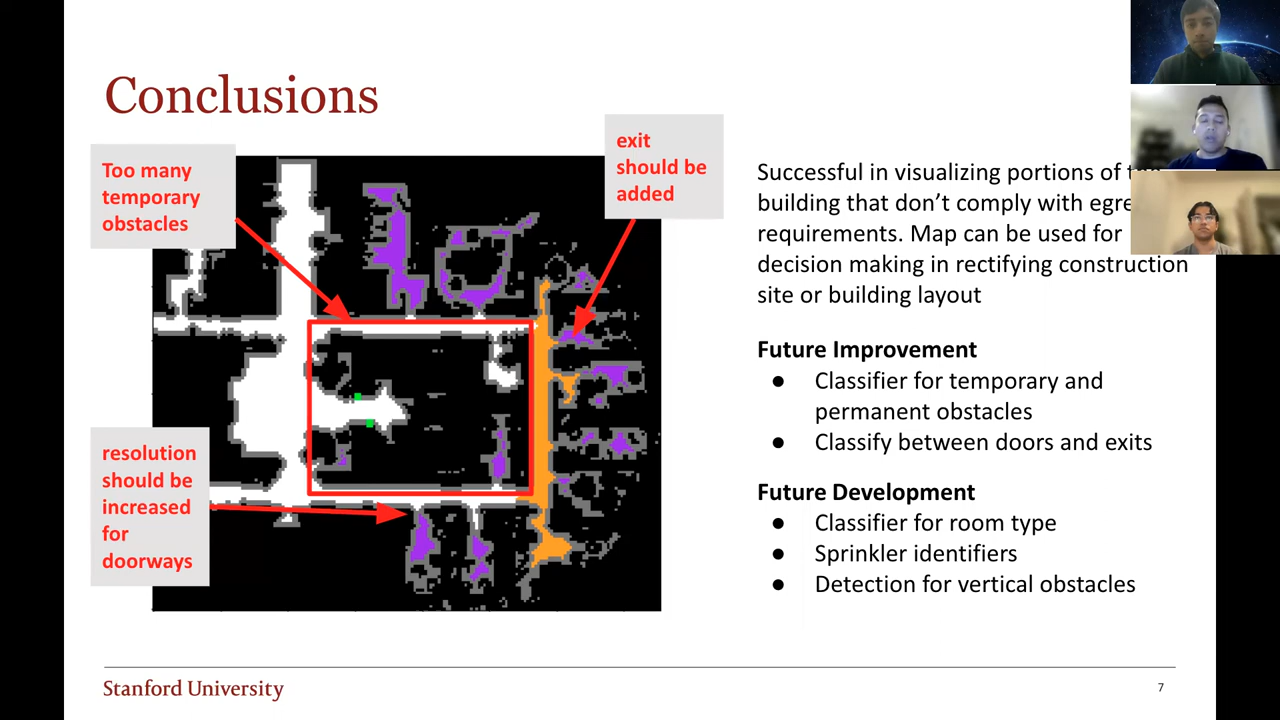 Conclusions
Too many
temporary
obstacles
exit
should be
added
resolution
should be
increased
for
doorways
Successful in visualizing portions of
building that don’t comply with
requirements. Map can be used for
decision making in rectifying construction
site or building layout
Future Improvement
● Classifier for temporary and
permanent obstacles
● Classify between doors and exits
Future Development
● Classifier for room type
● Sprinkler identifiers
● Detection for vertical obstacles
Stanford University
7